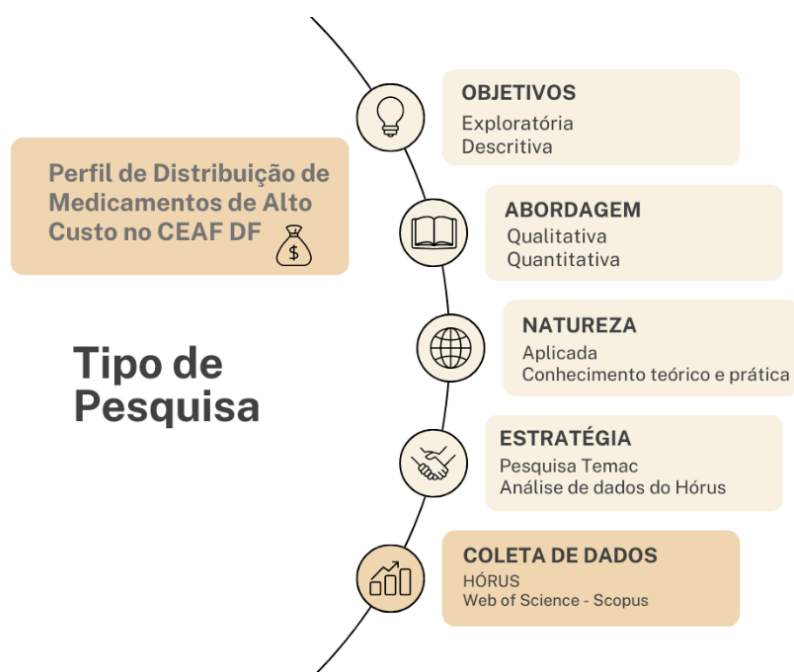 Perfil de Distribuição de
Medicamentos de Alto
Custo no CEAF DF
$
Tipo de
Pesquisa
OBJETIVOS
Exploratória
Descritiva
ABORDAGEM
Qualitativa
Quantitativa
NATUREZA
Aplicada
Conhecimento teórico e prática
ESTRATÉGIA
Pesquisa Temac
Análise de dados do Hórus
COLETA DE DADOS
HÓRUS
Web of Science - Scopus